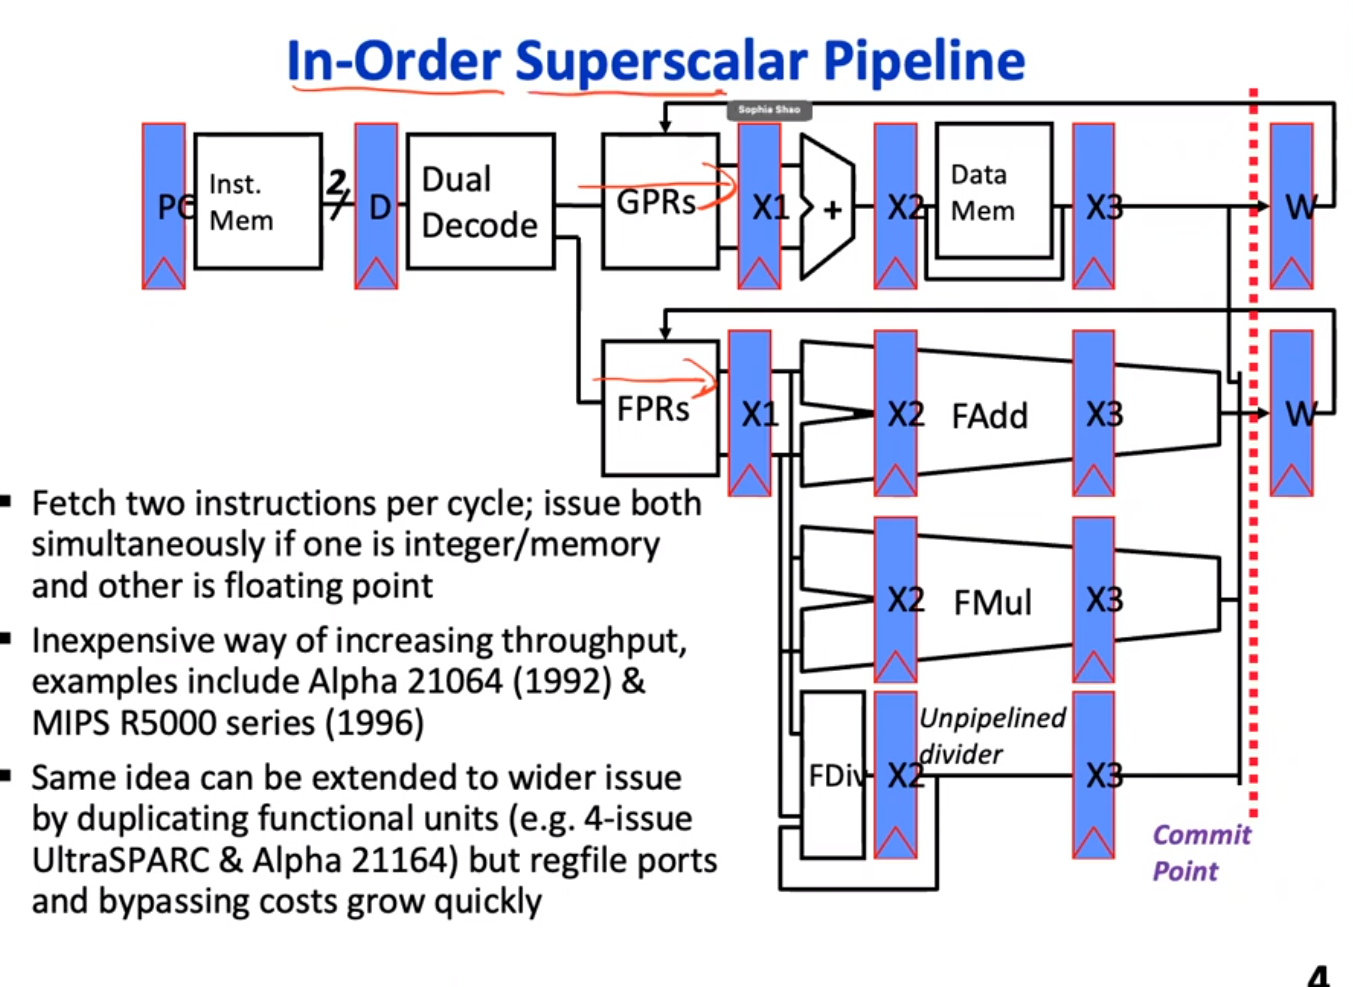 In-Order Superscalar Pipeline
Sophia Shao
PC
Inst.
Mem
2
D
Dual
Decode
GPRs
X1
+
X2
Data
Mem
X3
W
FPRs
X1
X2
FAdd
X3
W
X2
FMul
X3
FDiv
X2
Unpipelined
divider
X3
Commit
Point
▪ Fetch two instructions per cycle; issue both
simultaneously if one is integer/memory
and other is floating point
▪ Inexpensive way of increasing throughput,
examples include Alpha 21064 (1992) &
MIPS R5000 series (1996)
▪ Same idea can be extended to wider issue
by duplicating functional units (e.g. 4-issue
UltraSPARC & Alpha 21164) but regfile ports
and bypassing costs grow quickly
4